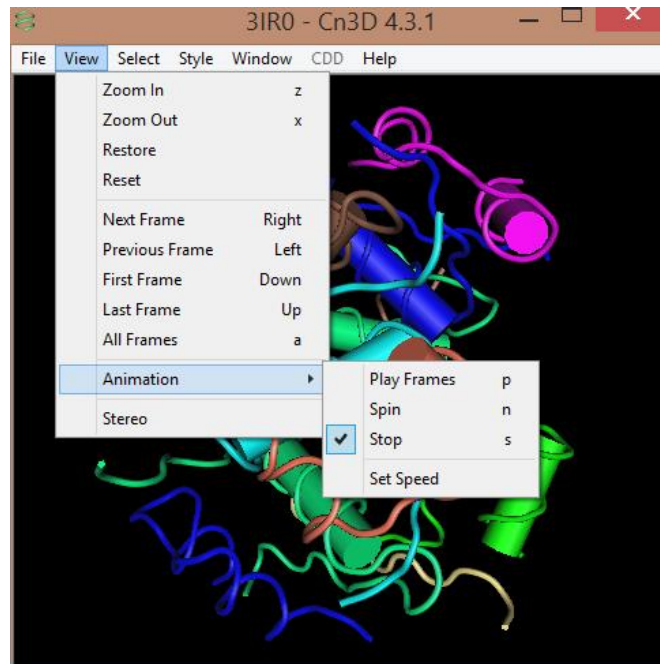 3IR0 - Cn3D 4.3.1
File View Select Style Window CDD Help
Zoom In z
Zoom Out x
Restore
Reset
Next Frame Right
Previous Frame Left
First Frame Down
Last Frame Up
All Frames a
Animation
Play Frames p
Spin n
Stereo
Stop s
Set Speed